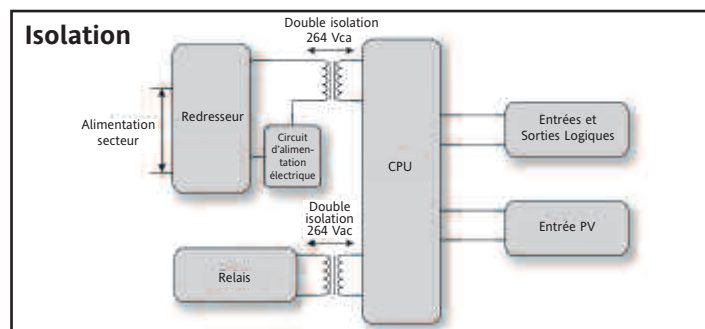 Isolation
Double isolation
264 Vca
Alimentation
secteur
Redresseur
Circuit
d'alimen-
tation
électrique
CPU
Entrées et
Sorties Logiques
Double
isolation
264 Vac
Entrée PV
Relais